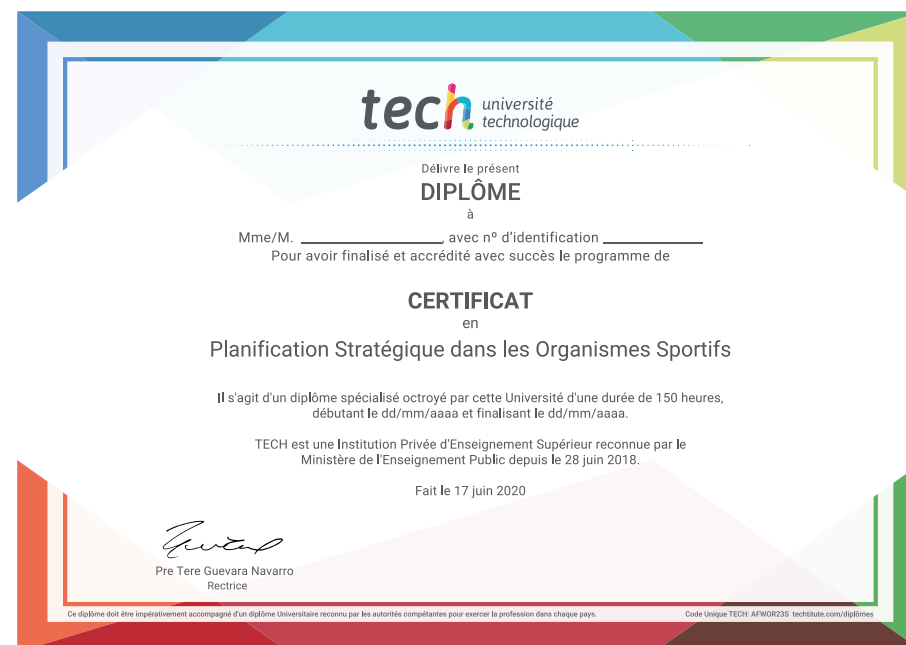 tech université
technologique
Délivre le présent
DIPLÔME
à
Mme/M. ____________________, avec nº d'identification ______________
Pour avoir finalisé et accrédité avec succès le programme de
CERTIFICAT
en
Planification Stratégique dans les Organismes Sportifs
Il s'agit d'un diplôme spécialisé octroyé par cette Université d'une durée de 150 heures,
débutant le dd/mm/aaaa et finalisant le dd/mm/aaaa.
TECH est une Institution Privée d'Enseignement Supérieur reconnue par le
Ministère de l'Enseignement Public depuis le 28 juin 2018.
Fait le 17 juin 2020
Pre Tere Guevara Navarro
Rectrice
Ce diplôme doit être impérativement accompagné d'un diplôme Universitaire reconnu par les autorités compétentes pour exercer la profession dans chaque pays. Code Unique TECH: AFWOR23S techtitute.com/diplômes